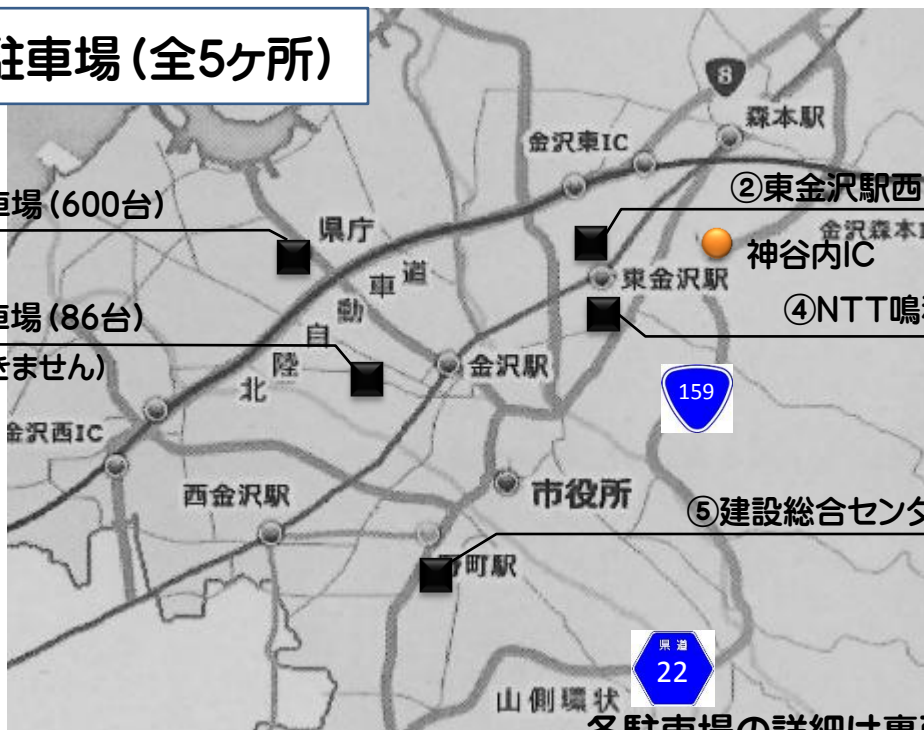 駐車場（全5ヶ所）
8
森本駅
金沢東IC
車場（600台）
②東金沢駅西
県庁
金沢森本I
神谷内IC
東金沢駅
車場（86台）
④NTT鳴
きません）
北陸自動車道
金沢駅
159
金沢西IC
西金沢駅
市役所
⑤建設総合センタ
野町駅
県道
22
山側環状
各駐車場の詳細は裏